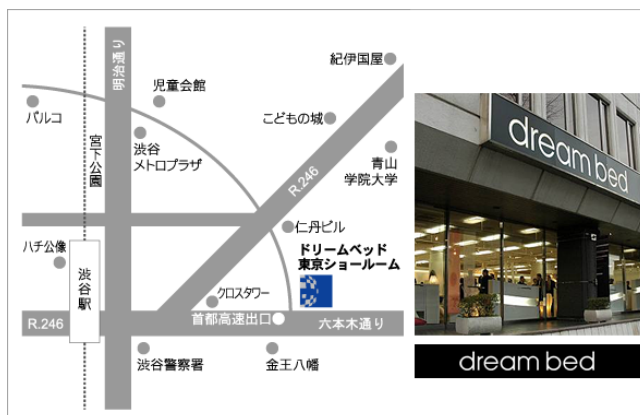 明治通り
紀伊国屋
児童会館
パルコ
こどもの城
宮下公園
渋谷
メトロプラザ
青山
学院大学
R.246
仁丹ビル
ハチ公像
ドリームベッド
東京ショールーム
渋谷駅
クロスタワー
R.246
首都高速出口
六本木通り
渋谷警察署
金王八幡
dream bed
dream bed